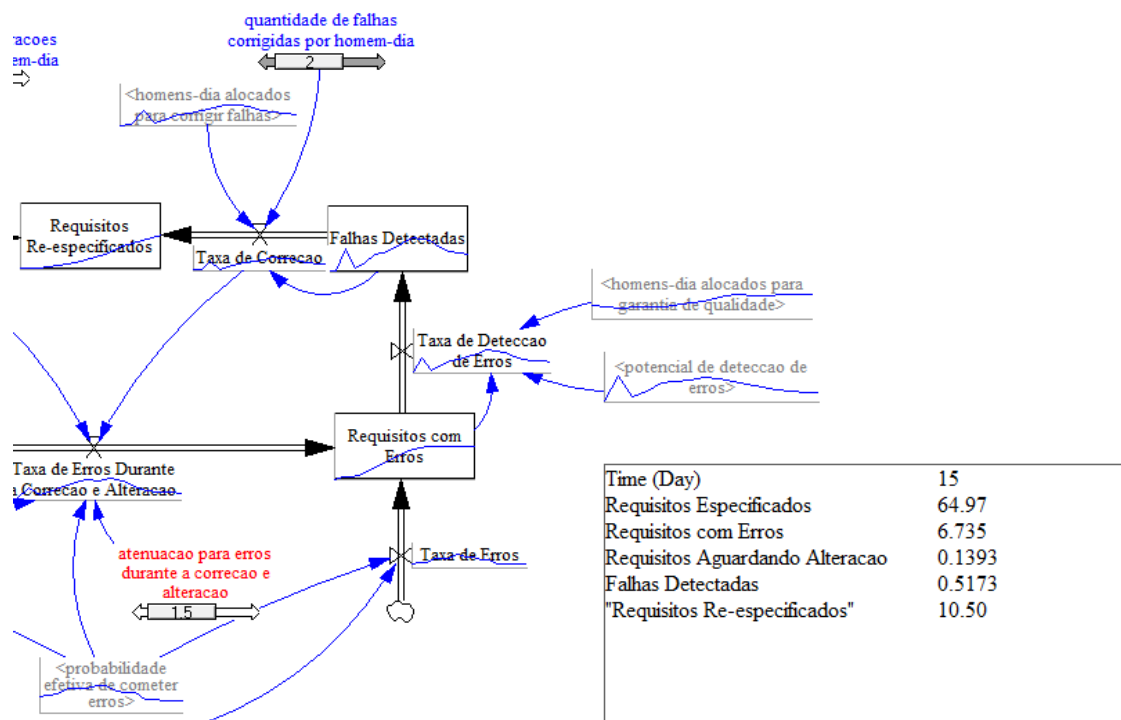 quantidade de falhas
corrigidas por homem-dia
racoes
em-dia
2
<homens-dia alocados
para corrigir falhas>
Requisitos
Re-especificados
Taxa de Correcao
Falhas Detectadas
<homens-dia alocados para
garantia de qualidade>
Taxa de Deteccao
de Erros
<potencial de deteccao de
erros>
Requisitos com
Erros
Taxa de Erros Durante
a Correcao e Alteracao
atenuacao para erros
durante a correcao e
alteracao
1.5
Taxa de Erros
<probabilidade
efetiva de cometer
erros>
Time (Day) 15
Requisitos Especificados 64.97
Requisitos com Erros 6.735
Requisitos Aguardando Alteracao 0.1393
Falhas Detectadas 0.5173
"Requisitos Re-especificados" 10.50